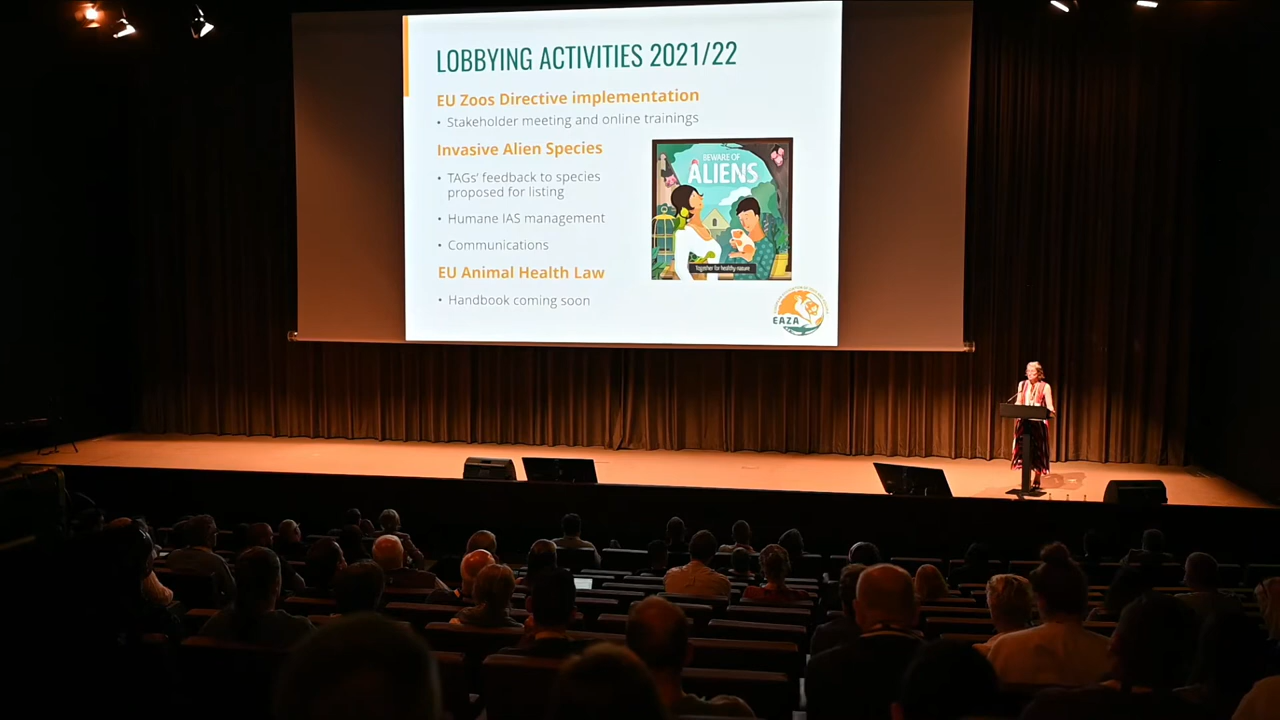 LOBBYING ACTIVITIES 2021/22
EU Zoos Directive implementation
• Stakeholder meeting and online trainings
Invasive Alien Species
• TAGs' feedback to species
proposed for listing
• Humane IAS management
• Communications
EU Animal Health Law
• Handbook coming soon
BEWARE OF
ALIENS
Together for healthy nature
EAZA